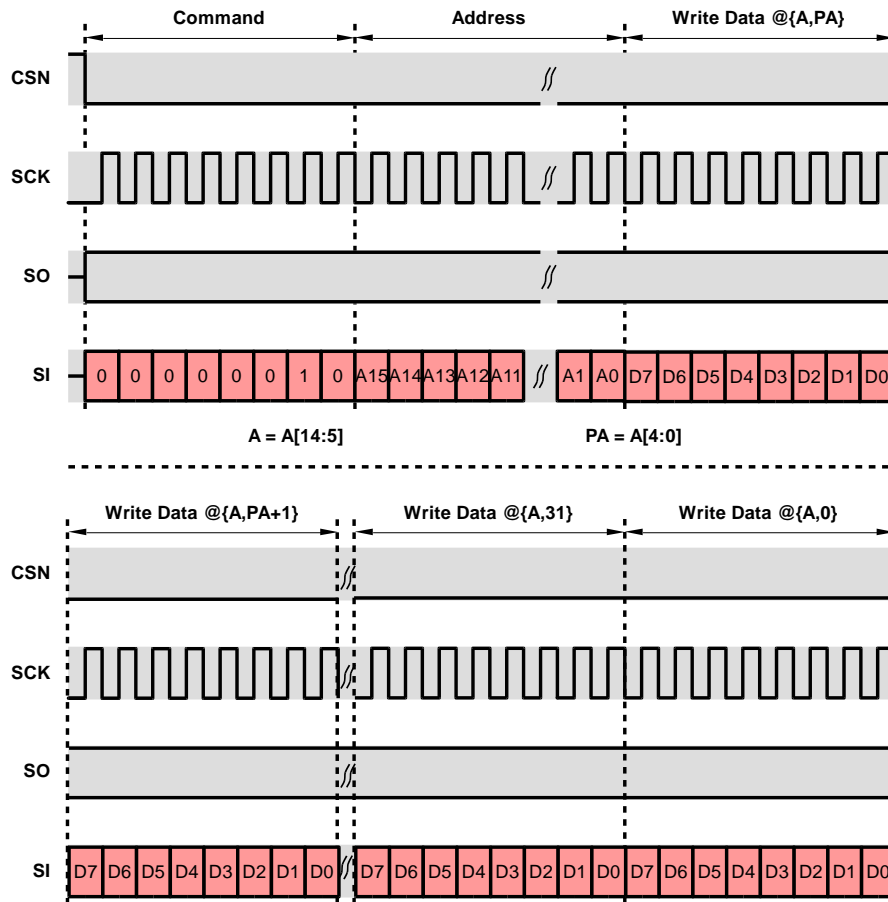 Command Address Write Data @{A,PA}
CSN
SCK
SO
SI 0 0 0 0 0 0 1 0 A15 A14 A13 A12 A11 A1 A0 D7 D6 D5 D4 D3 D2 D1 D0
A = A[14:5] PA = A[4:0]
Write Data @{A,PA+1} Write Data @{A,31} Write Data @{A,0}
CSN
SCK
SO
SI D7 D6 D5 D4 D3 D2 D1 D0 D7 D6 D5 D4 D3 D2 D1 D0 D7 D6 D5 D4 D3 D2 D1 D0